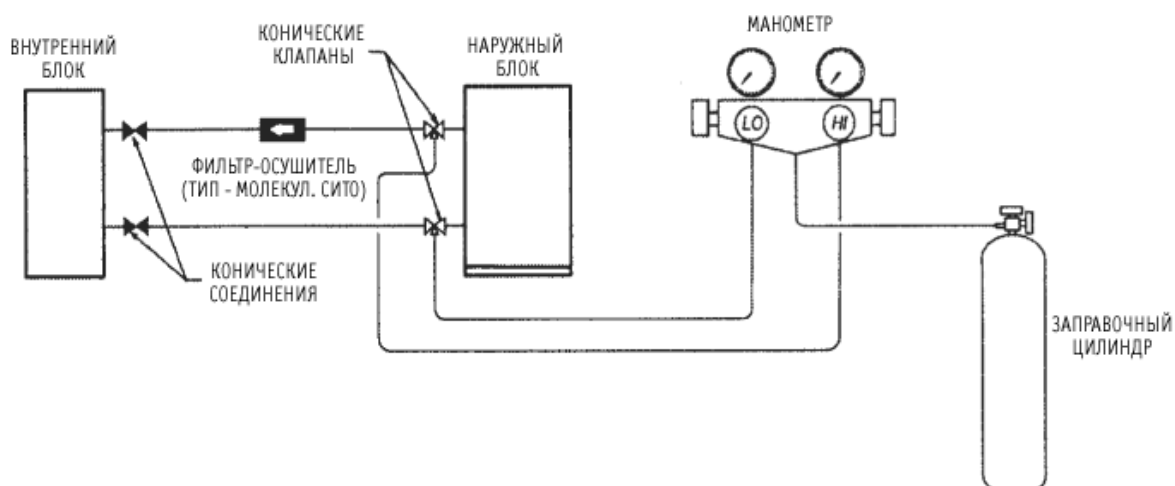 ВНУТРЕННИЙ
БЛОК
КОНИЧЕСКИЕ
КЛАПАНЫ
НАРУЖНЫЙ
БЛОК
МАНОМЕТР
LO
HI
ФИЛЬТР-ОСУШИТЕЛЬ
(ТИП - МОЛЕКУЛ. СИТО)
КОНИЧЕСКИЕ
СОЕДИНЕНИЯ
ЗАПРАВОЧНЫЙ
ЦИЛИНДР